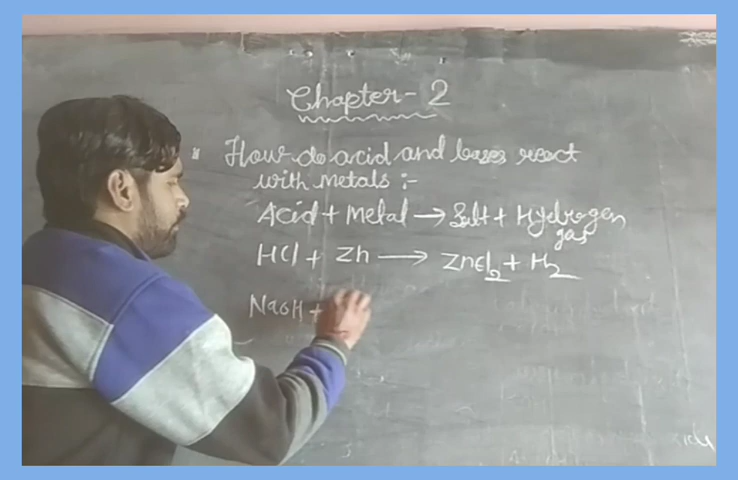 Chapter - 2
How do acid and bases react
with metals :-
Acid + Metal → Salt + Hydrogen
gas
HCl + Zn → ZnCl2 + H2
NaOH +